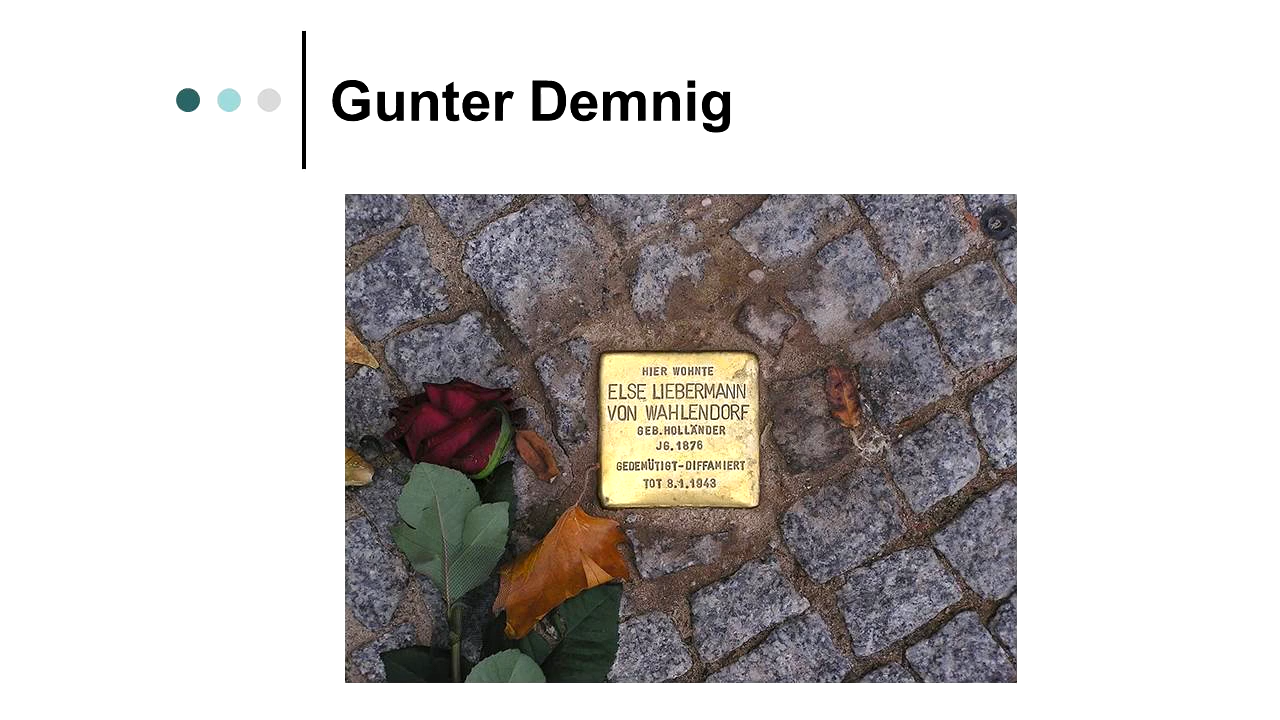 Gunter Demnig
HIER WOHNTE
ELSE LIEBERMANN
VON WAHLENDORF
GEB.HOLLÄNDER
JG.1876
GEDEMÜTIGT-DIFFAMIERT
TOT 8.1.1943